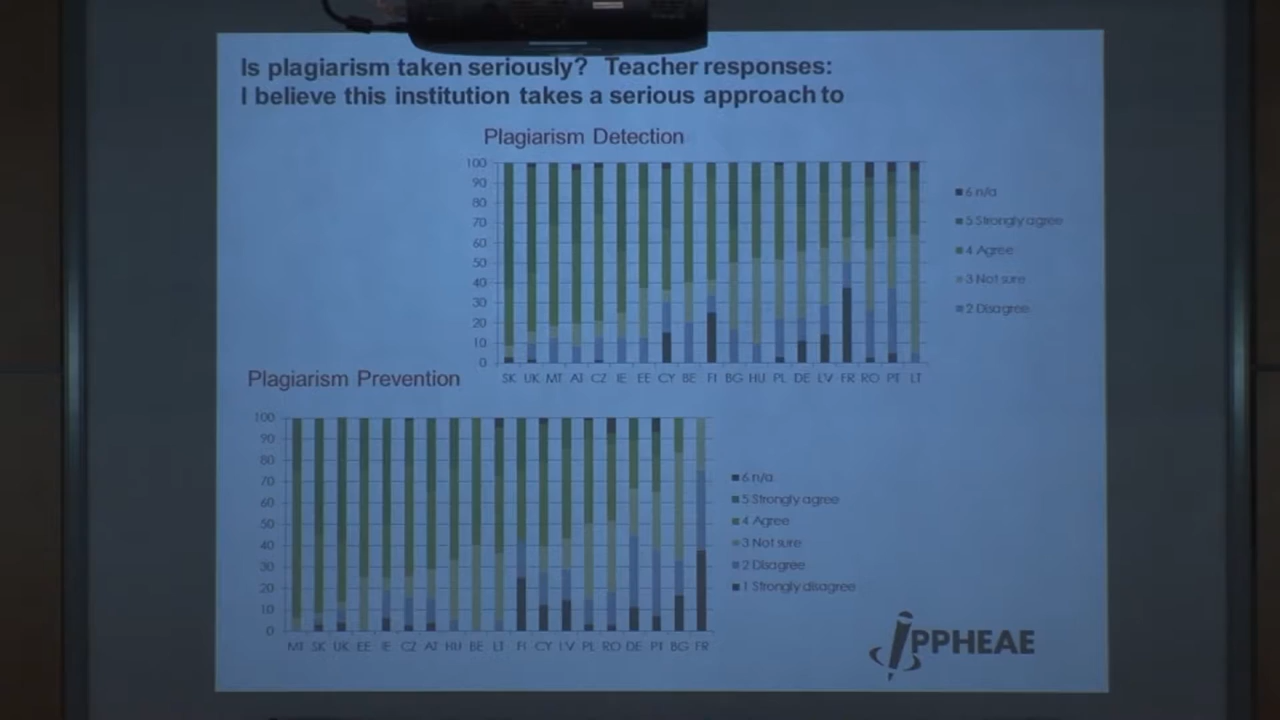 Is plagiarism taken seriously? Teacher responses:
I believe this institution takes a serious approach to
Plagiarism Detection
100
90
80
70
60
50
40
30
20
10
0
SK UK MT AT CZ IE EE CY BE FI BG HU PL DE LV FR RO PT LT
6 n/a
5 Strongly agree
4 Agree
3 Not sure
2 Disagree
Plagiarism Prevention
100
90
80
70
60
50
40
30
20
10
0
MT SK UK EE IE CZ AT HU BE LT FI CY LV PL RO DE PT BG FR
6 n/a
5 Strongly agree
4 Agree
3 Not sure
2 Disagree
1 Strongly disagree
IPPHEAE